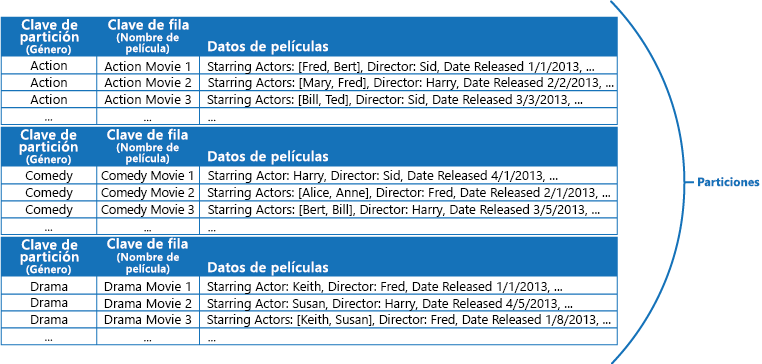 Clave de partición (Género) Clave de fila (Nombre de película) Datos de películas
Action Action Movie 1 Starring Actors: [Fred, Bert], Director: Sid, Date Released 1/1/2013, ...
Action Action Movie 2 Starring Actors: [Mary, Fred], Director: Harry, Date Released 2/2/2013, ...
Action Action Movie 3 Starring Actors: [Bill, Ted], Director: Sid, Date Released 3/3/2013, ...
... ... ...
Clave de partición (Género) Clave de fila (Nombre de película) Datos de películas
Comedy Comedy Movie 1 Starring Actor: Harry, Director: Sid, Date Released 4/1/2013, ...
Comedy Comedy Movie 2 Starring Actors: [Alice, Anne], Director: Fred, Date Released 2/1/2013, ...
Comedy Comedy Movie 3 Starring Actors: [Bert, Bill], Director: Harry, Date Released 3/5/2013, ...
... ... ...
Clave de partición (Género) Clave de fila (Nombre de película) Datos de películas
Drama Drama Movie 1 Starring Actor: Keith, Director: Fred, Date Released 1/1/2013, ...
Drama Drama Movie 2 Starring Actor: Susan, Director: Harry, Date Released 4/5/2013, ...
Drama Drama Movie 3 Starring Actors: [Keith, Susan], Director: Fred, Date Released 1/8/2013, ...
... ... ...
Particiones